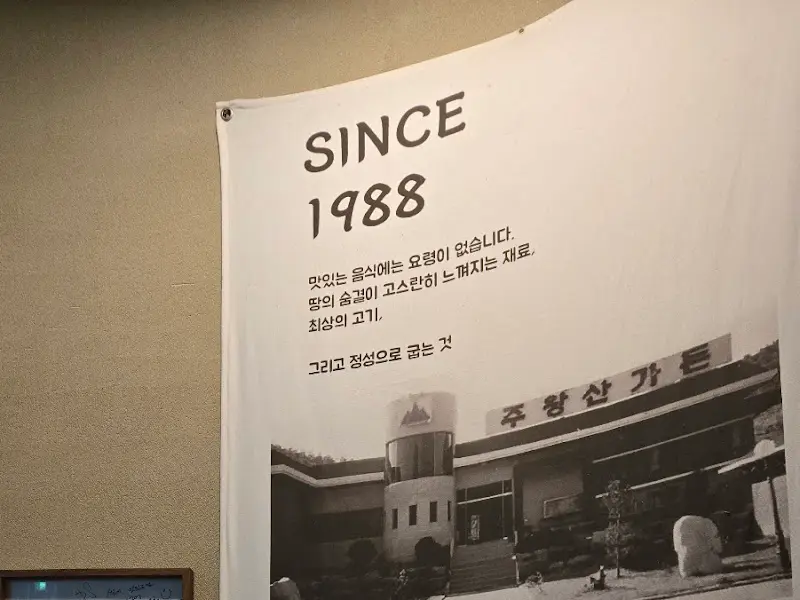 SINCE
1988
맛있는 음식에는 요령이 없습니다.
땅의 숨결이 고스란히 느껴지는 재료,
최상의 고기,
그리고 정성으로 굽는 것
주왕산가든